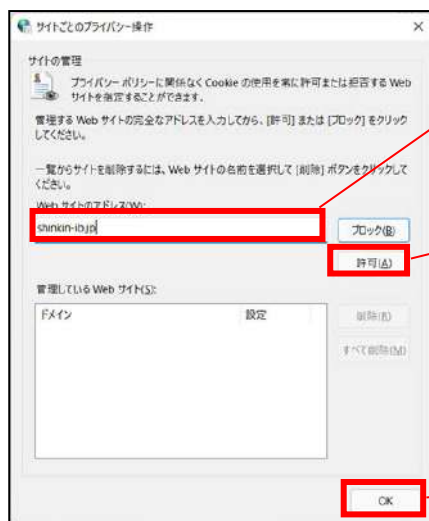 サイトごとのプライバシー操作
サイトの管理
プライバシー ポリシーに関係なく Cookie の使用を常に許可または拒否する Web
サイトを指定することができます。
管理する Web サイトの完全なアドレスを入力してから、[許可] または [ブロック] をクリック
してください。
一覧からサイトを削除するには、Web サイトの名前を選択して [削除] ボタンをクリックして
ください。
Web サイトのアドレス(W):
shinkin-ib.jp
ブロック(B)
許可(A)
管理している Web サイト(S):
ドメイン 設定
削除(R)
すべて削除(M)
OK